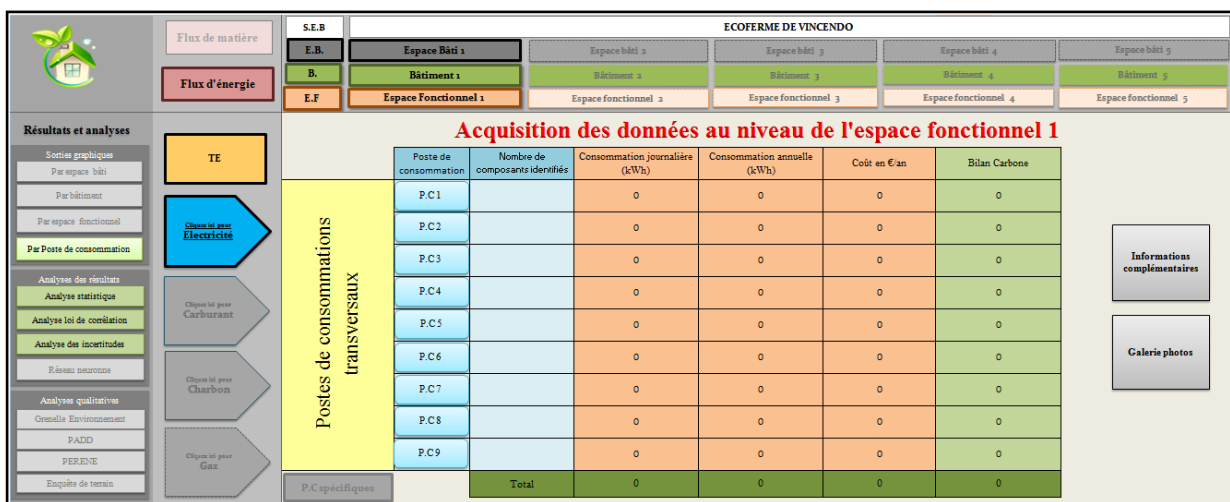 Flux de matière
Flux d'énergie
S.E.B
ECOFERME DE VINCENDO
E.B.
Espace Bâti 1
Espace bâti 2
Espace bâti 3
Espace bâti 4
Espace bâti 5
B.
Bâtiment 1
Bâtiment 2
Bâtiment 3
Bâtiment 4
Bâtiment 5
E.F
Espace Fonctionnel 1
Espace fonctionnel 2
Espace fonctionnel 3
Espace fonctionnel 4
Espace fonctionnel 5
Résultats et analyses
Sorties graphiques
Par espace bâti
Par bâtiment
Par espace fonctionnel
Par Poste de consommation
Analyses des résultats
Analyse statistique
Analyse loi de corrélation
Analyse des incertitudes
Réseau neuronne
Analyses qualitatives
Grenelle Environnement
PADD
PERENE
Enquête de terrain
TE
Cliquez ici pour
Electricité
Cliquez ici pour
Carburant
Cliquez ici pour
Charbon
Cliquez ici pour
Gaz
Acquisition des données au niveau de l'espace fonctionnel 1
Poste de
consommation
Nombre de
composants identifiés
Consommation journalière
(kWh)
Consommation annuelle
(kWh)
Coût en €/an
Bilan Carbone
Postes de consommations
transversaux
P.C1 0 0 0 0
P.C2 0 0 0 0
P.C3 0 0 0 0
P.C4 0 0 0 0
P.C5 0 0 0 0
P.C6 0 0 0 0
P.C7 0 0 0 0
P.C8 0 0 0 0
P.C9 0 0 0 0
P.C spécifiques
Total 0 0 0 0
Informations
complémentaires
Galerie photos